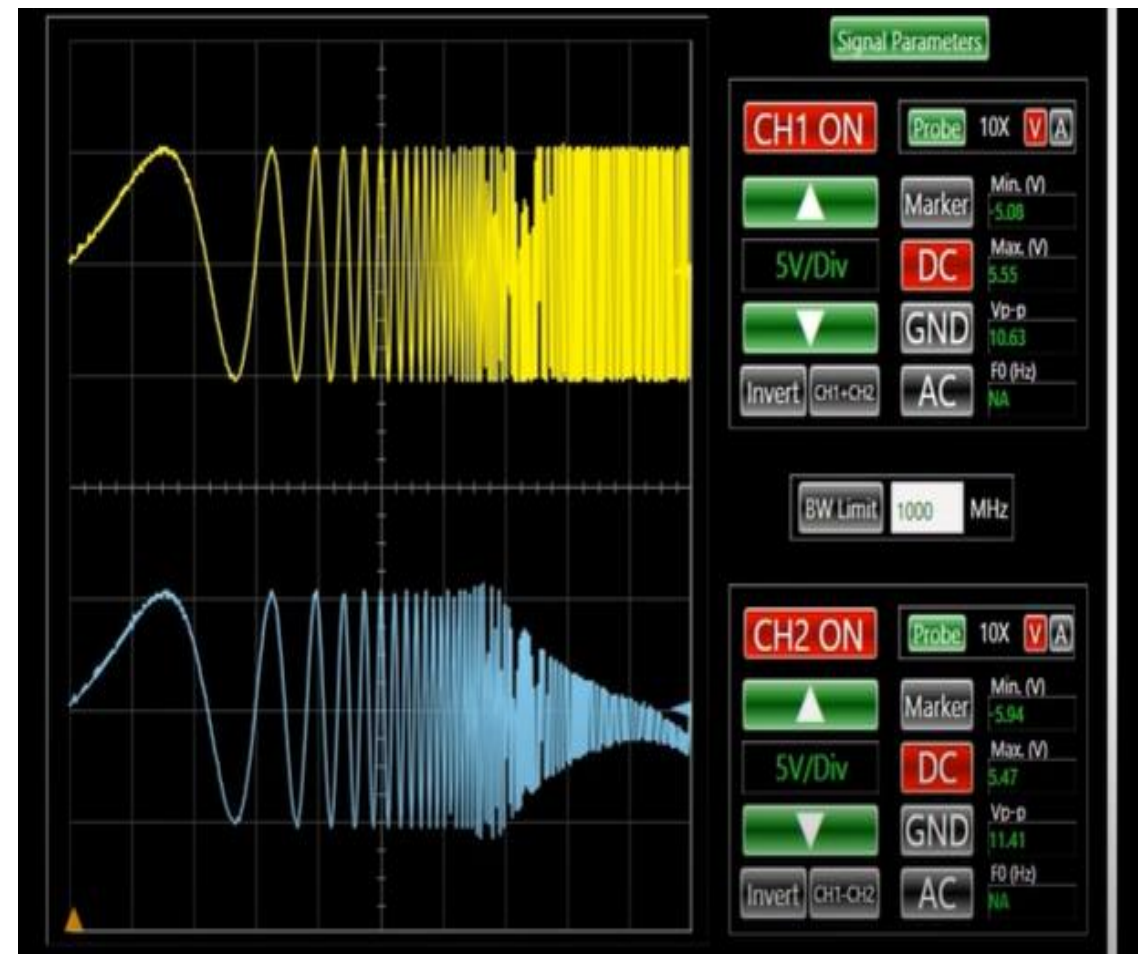 Signal Parameters
CH1 ON
Probe 10X V A
Marker
Min. (V)
-5.08
5V/Div
DC
Max. (V)
5.55
GND
Vp-p
10.63
Invert CH1+CH2
AC
F0 (Hz)
NA
BW Limit 1000 MHz
CH2 ON
Probe 10X V A
Marker
Min. (V)
-5.94
5V/Div
DC
Max. (V)
5.47
GND
Vp-p
11.41
Invert CH1-CH2
AC
F0 (Hz)
NA